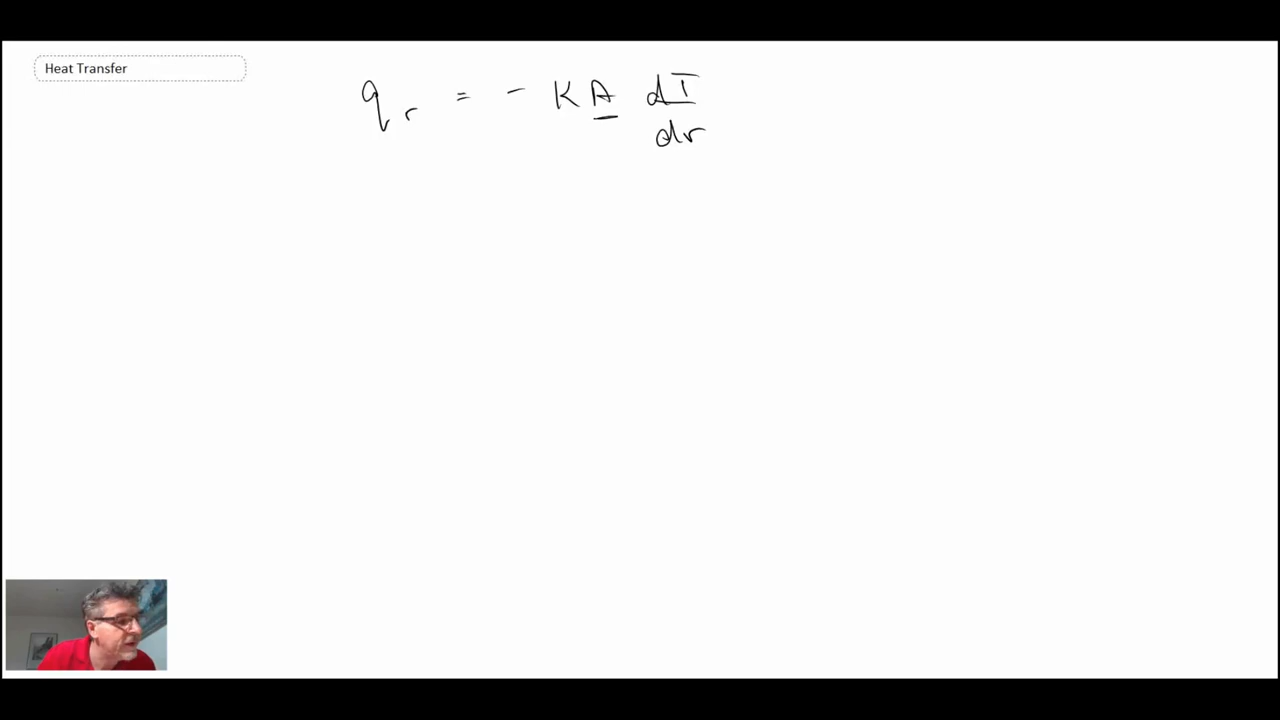 Heat Transfer
q_r = - K A dT/dr